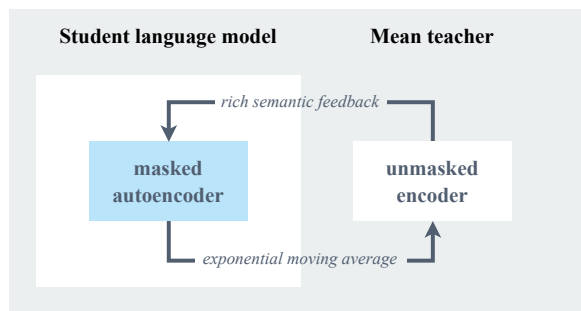 Student language model
Mean teacher
rich semantic feedback
masked
autoencoder
unmasked
encoder
exponential moving average